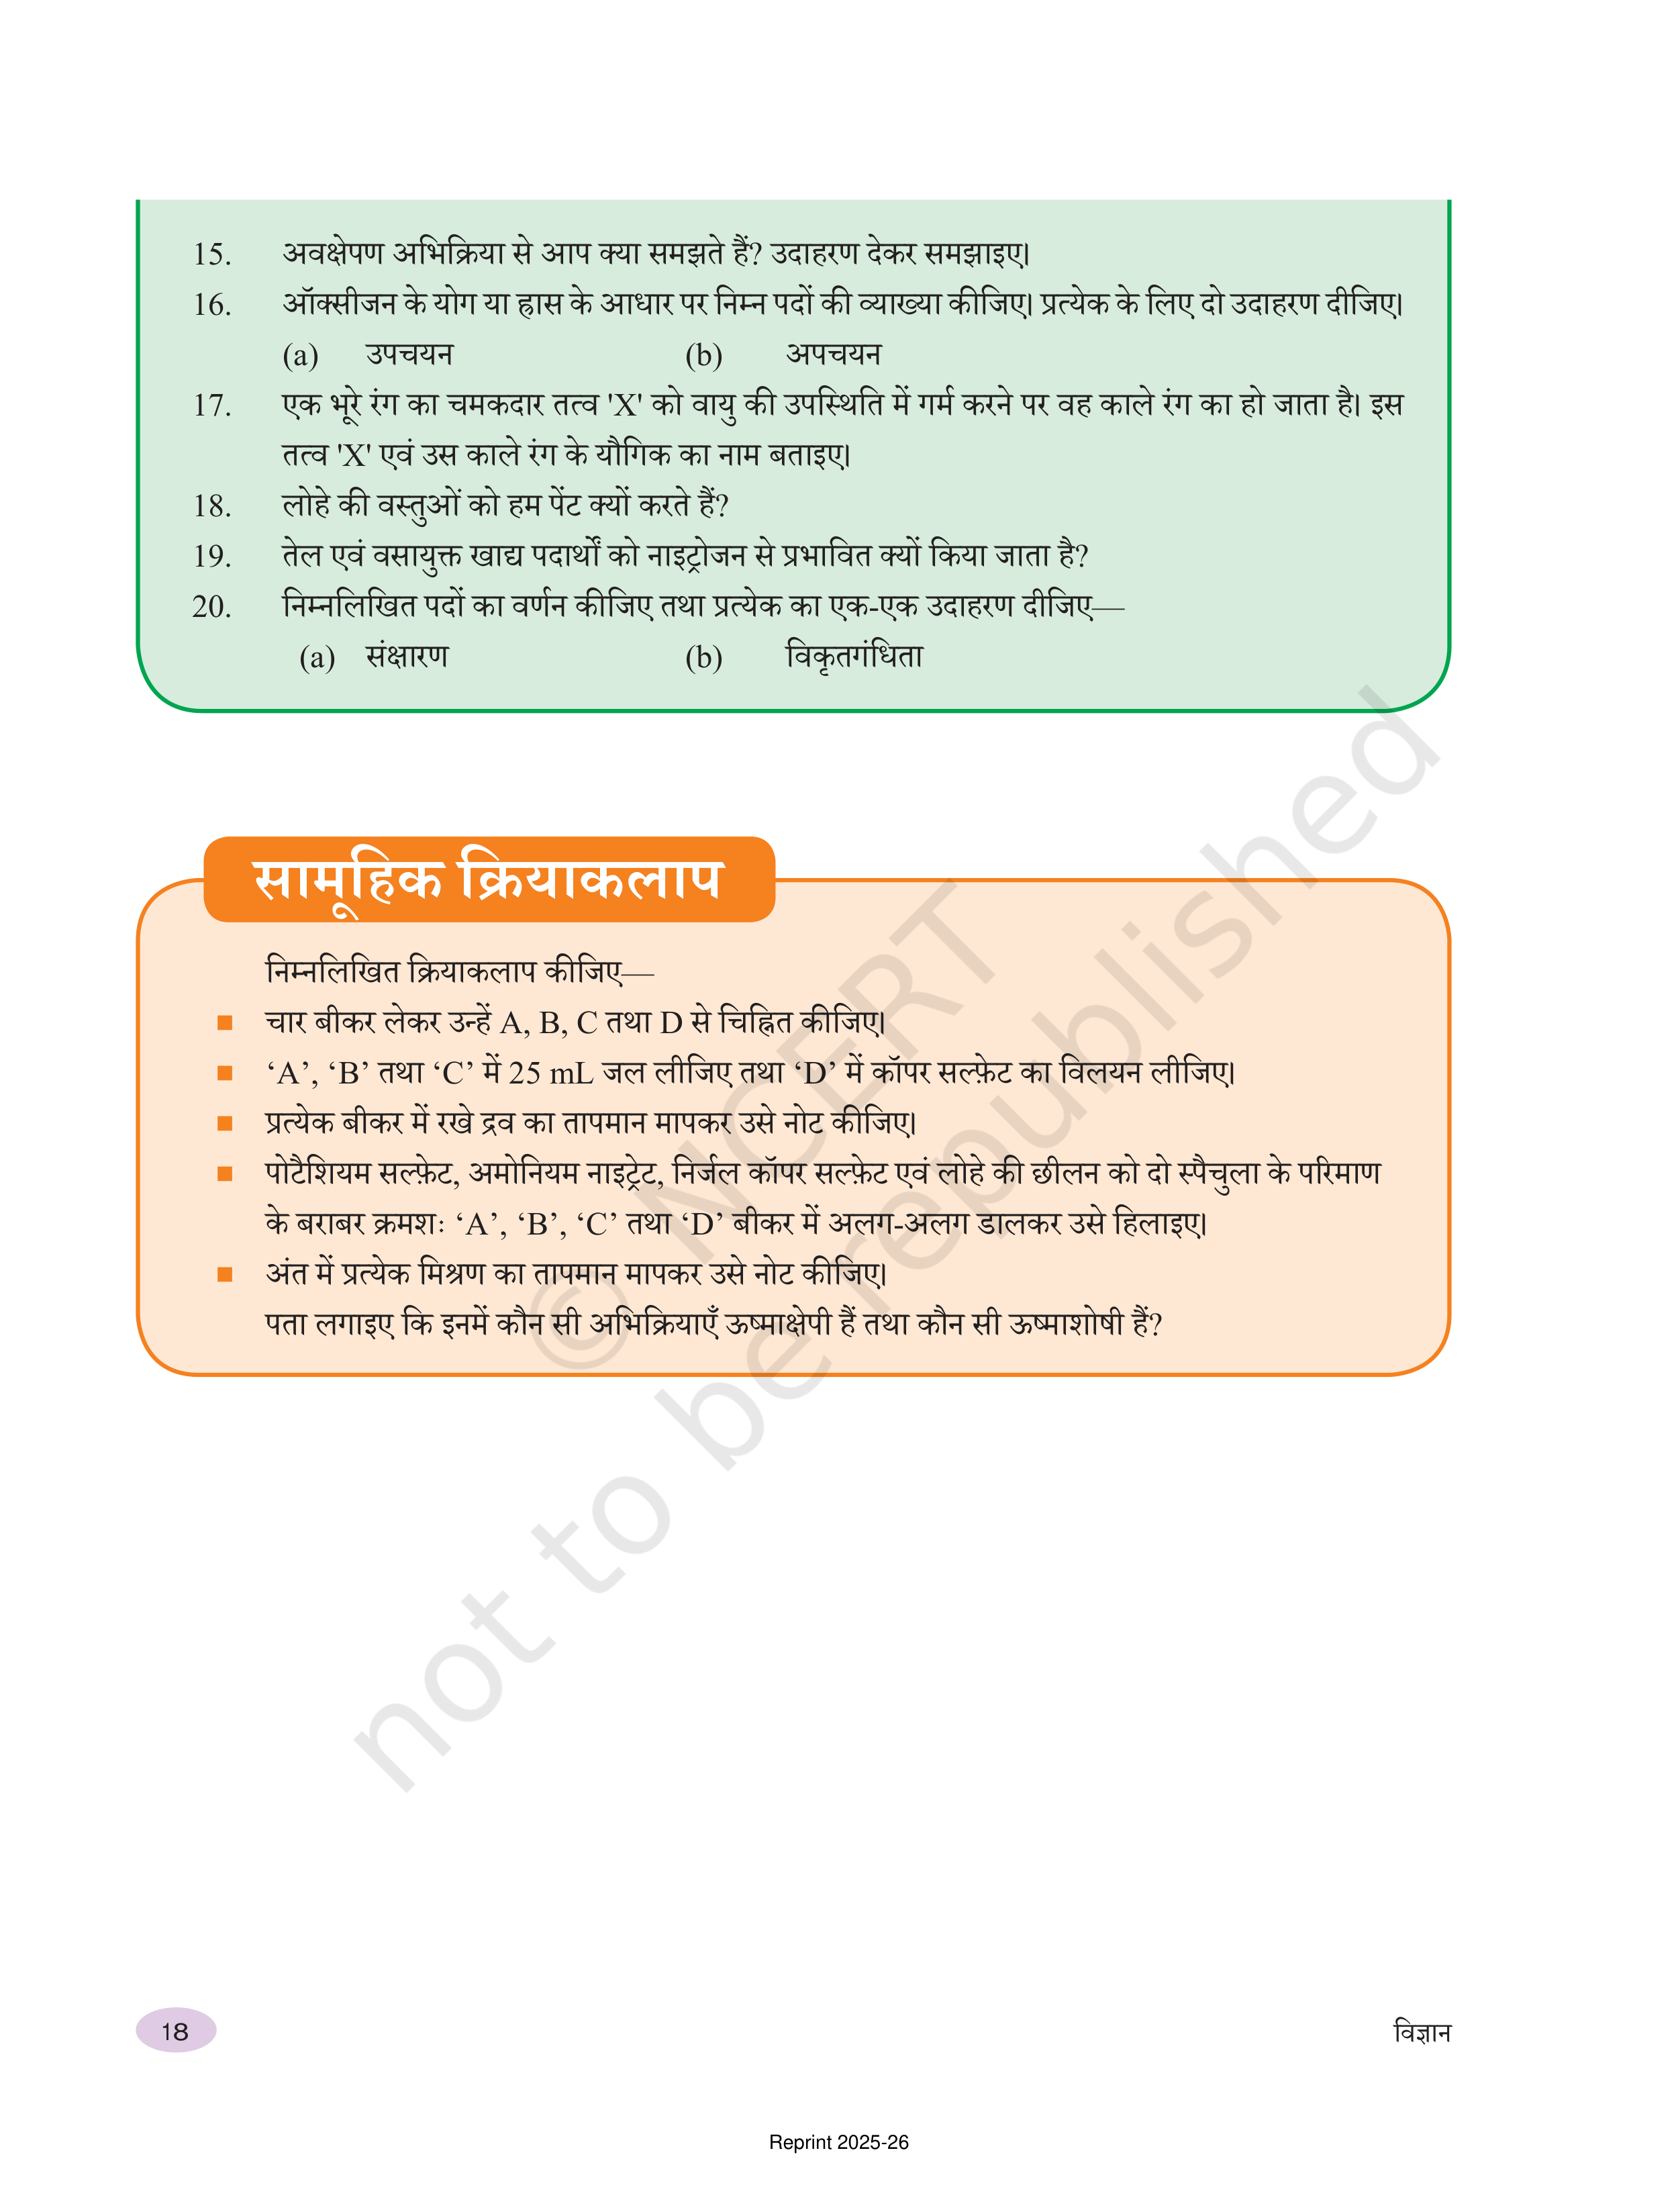 15. अवक्षेपण अभिक्रिया से आप क्या समझते हैं? उदाहरण देकर समझाइए।
16. ऑक्सीजन के योग या ह्रास के आधार पर निम्न पदों की व्याख्या कीजिए। प्रत्येक के लिए दो उदाहरण दीजिए।
(a) उपचयन (b) अपचयन
17. एक भूरे रंग का चमकदार तत्व 'X' को वायु की उपस्थिति में गर्म करने पर वह काले रंग का हो जाता है। इस
तत्व 'X' एवं उस काले रंग के यौगिक का नाम बताइए।
18. लोहे की वस्तुओं को हम पेंट क्यों करते हैं?
19. तेल एवं वसायुक्त खाद्य पदार्थों को नाइट्रोजन से प्रभावित क्यों किया जाता है?
20. निम्नलिखित पदों का वर्णन कीजिए तथा प्रत्येक का एक-एक उदाहरण दीजिए—
(a) संक्षारण (b) विकृतगंधिता
सामूहिक क्रियाकलाप
निम्नलिखित क्रियाकलाप कीजिए—
■ चार बीकर लेकर उन्हें A, B, C तथा D से चिह्नित कीजिए।
■ ‘A’, ‘B’ तथा ‘C’ में 25 mL जल लीजिए तथा ‘D’ में कॉपर सल्फ़ेट का विलयन लीजिए।
■ प्रत्येक बीकर में रखे द्रव का तापमान मापकर उसे नोट कीजिए।
■ पोटैशियम सल्फ़ेट, अमोनियम नाइट्रेट, निर्जल कॉपर सल्फ़ेट एवं लोहे की छीलन को दो स्पैचुला के परिमाण
के बराबर क्रमशः ‘A’, ‘B’, ‘C’ तथा ‘D’ बीकर में अलग-अलग डालकर उसे हिलाइए।
■ अंत में प्रत्येक मिश्रण का तापमान मापकर उसे नोट कीजिए।
पता लगाइए कि इनमें कौन सी अभिक्रियाएँ ऊष्माक्षेपी हैं तथा कौन सी ऊष्माशोषी हैं?
© NCERT
not to be republished
18
विज्ञान
Reprint 2025-26